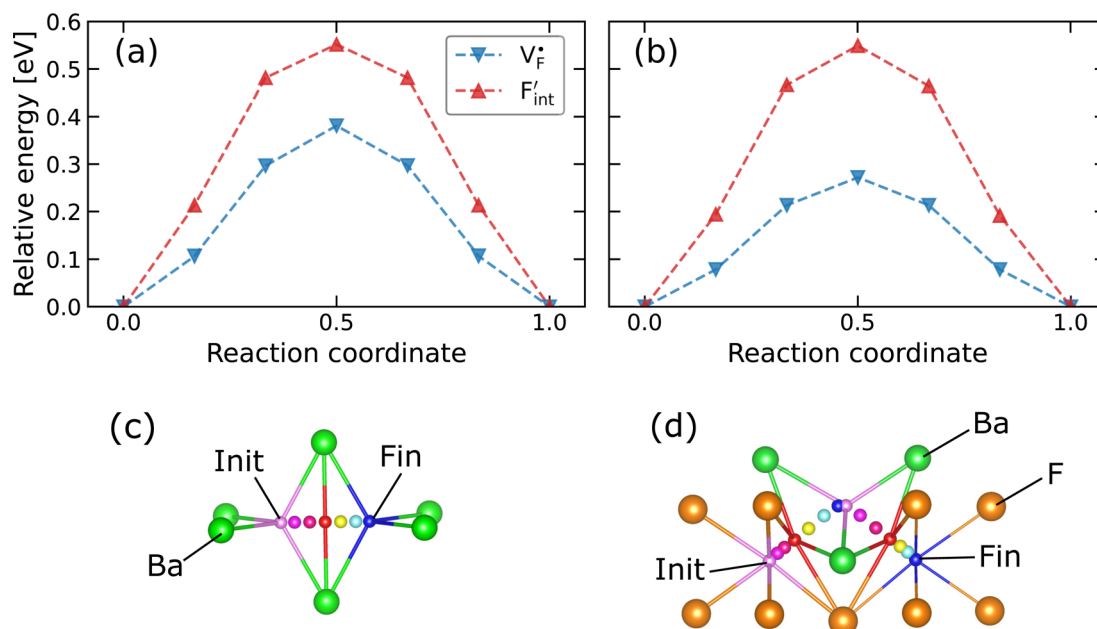 (a)
(b)
V_F^•
F'_int
Relative energy [eV]
0.6
0.5
0.4
0.3
0.2
0.1
0.0
0.0 0.5 1.0
0.0 0.5 1.0
Reaction coordinate
Reaction coordinate
(c)
(d)
Init
Fin
Ba
Ba
F
Init
Fin